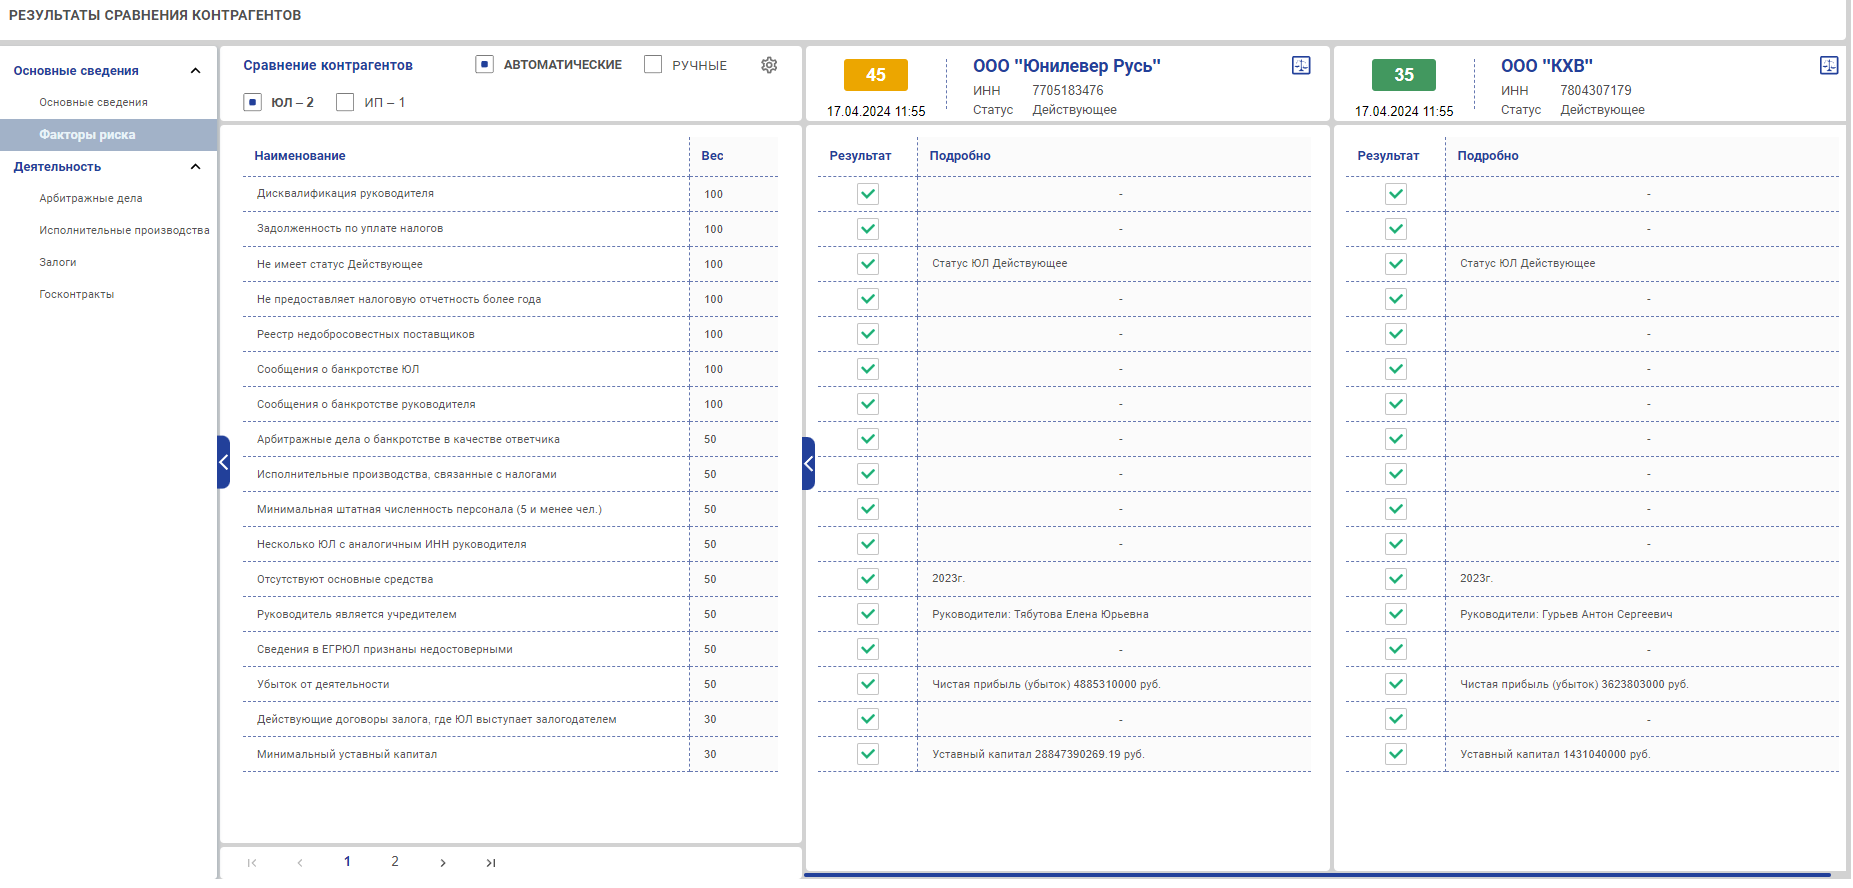 РЕЗУЛЬТАТЫ СРАВНЕНИЯ КОНТРАГЕНТОВ
Основные сведения
Основные сведения
Факторы риска
Деятельность
Арбитражные дела
Исполнительные производства
Залоги
Госконтракты
Сравнение контрагентов
АВТОМАТИЧЕСКИЕ
РУЧНЫЕ
ЮЛ – 2
ИП – 1
Наименование Вес
Дисквалификация руководителя 100
Задолженность по уплате налогов 100
Не имеет статус Действующее 100
Не предоставляет налоговую отчетность более года 100
Реестр недобросовестных поставщиков 100
Сообщения о банкротстве ЮЛ 100
Сообщения о банкротстве руководителя 100
Арбитражные дела о банкротстве в качестве ответчика 50
Исполнительные производства, связанные с налогами 50
Минимальная штатная численность персонала (5 и менее чел.) 50
Несколько ЮЛ с аналогичным ИНН руководителя 50
Отсутствуют основные средства 50
Руководитель является учредителем 50
Сведения в ЕГРЮЛ признаны недостоверными 50
Убыток от деятельности 50
Действующие договоры залога, где ЮЛ выступает залогодателем 30
Минимальный уставный капитал 30
1 2
45
17.04.2024 11:55
ООО "Юнилевер Русь"
ИНН 7705183476
Статус Действующее
Результат Подробно
-
-
Статус ЮЛ Действующее
-
-
-
-
-
-
-
-
2023г.
Руководители: Тябутова Елена Юрьевна
-
Чистая прибыль (убыток) 4885310000 руб.
-
Уставный капитал 28847390269.19 руб.
35
17.04.2024 11:55
ООО "КХВ"
ИНН 7804307179
Статус Действующее
Результат Подробно
-
-
Статус ЮЛ Действующее
-
-
-
-
-
-
-
-
2023г.
Руководители: Гурьев Антон Сергеевич
-
Чистая прибыль (убыток) 3623803000 руб.
-
Уставный капитал 1431040000 руб.